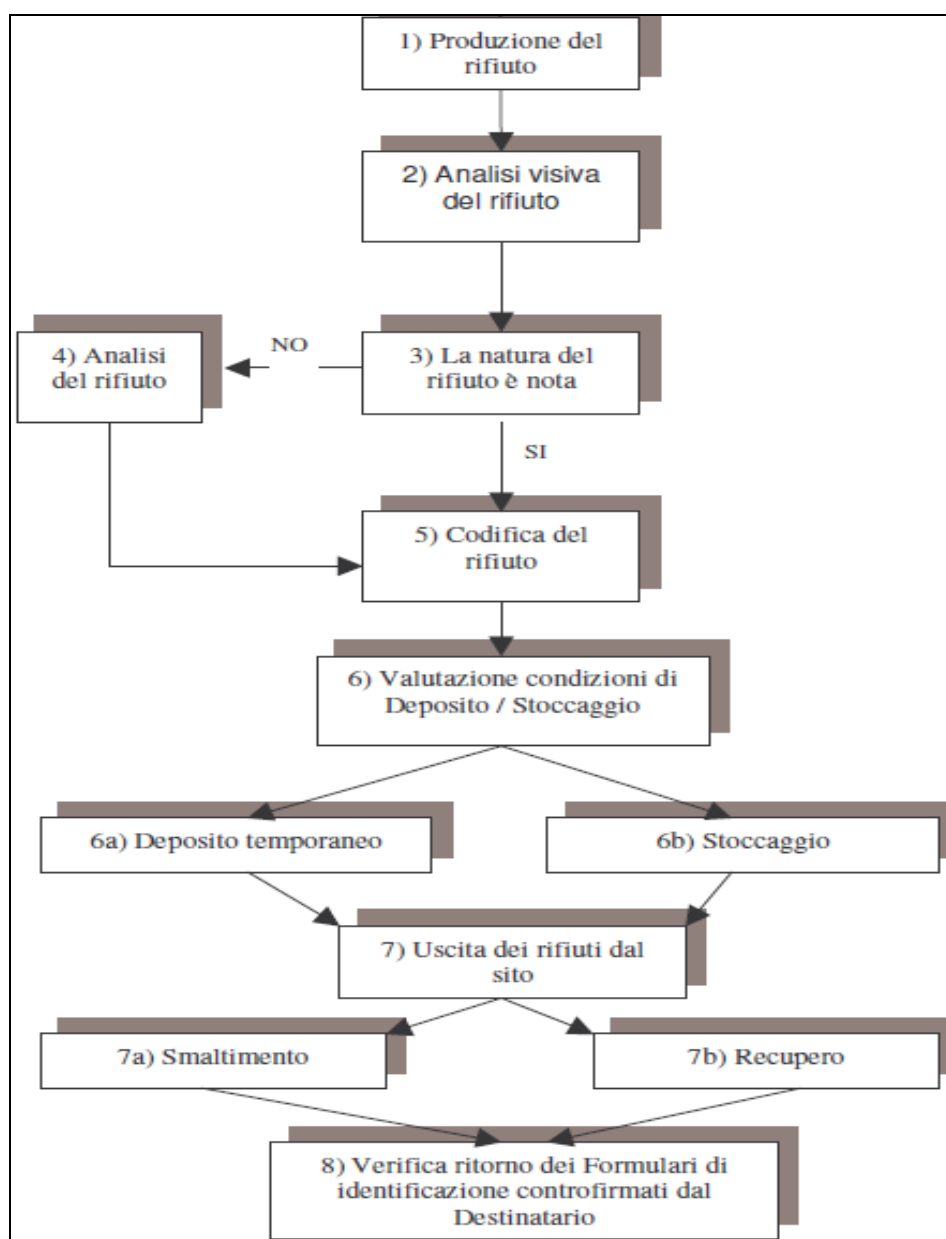 1) Produzione del
rifiuto
2) Analisi visiva
del rifiuto
3) La natura del
rifiuto è nota
NO
4) Analisi
del rifiuto
SI
5) Codifica del
rifiuto
6) Valutazione condizioni di
Deposito / Stoccaggio
6a) Deposito temporaneo
6b) Stoccaggio
7) Uscita dei rifiuti dal
sito
7a) Smaltimento
7b) Recupero
8) Verifica ritorno dei Formulari di
identificazione controfirmati dal
Destinatario